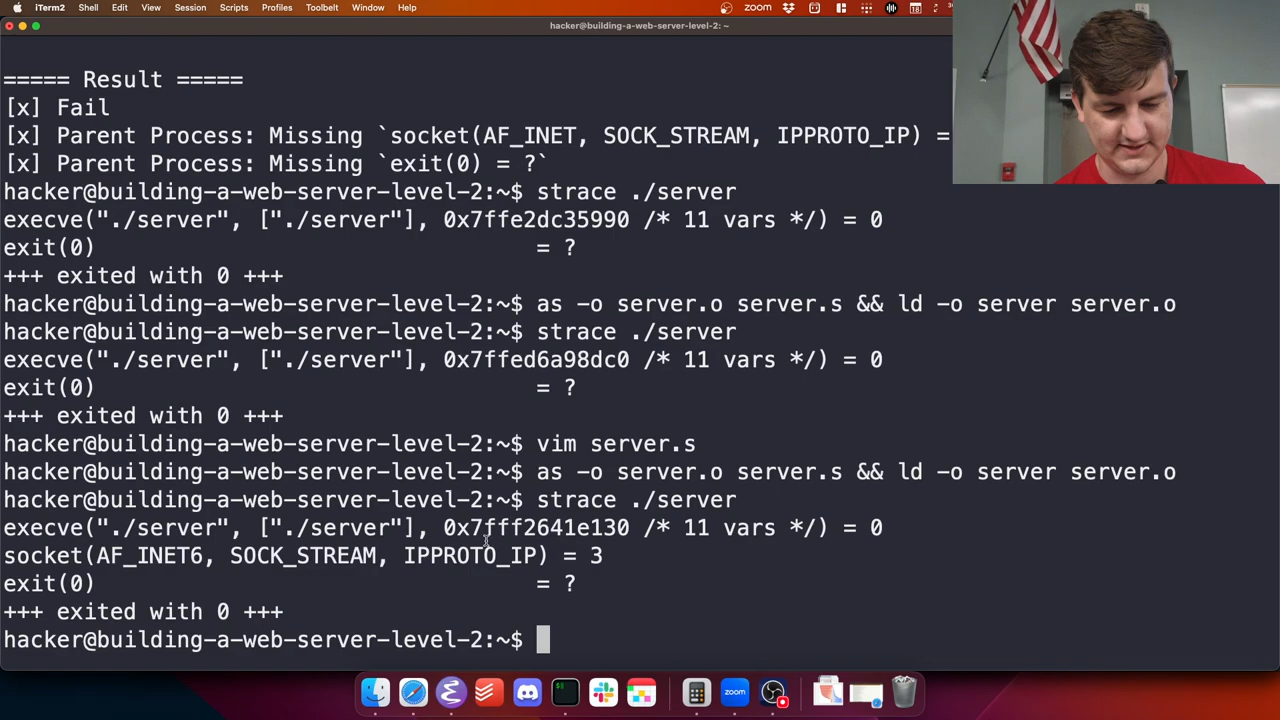 iTerm2 Shell Edit View Session Scripts Profiles Toolbelt Window Help zoom 18
hacker@building-a-web-server-level-2: ~
===== Result =====
[x] Fail
[x] Parent Process: Missing `socket(AF_INET, SOCK_STREAM, IPPROTO_IP) =
[x] Parent Process: Missing `exit(0) = ?`
hacker@building-a-web-server-level-2:~$ strace ./server
execve("./server", ["./server"], 0x7ffe2dc35990 /* 11 vars */) = 0
exit(0) = ?
+++ exited with 0 +++
hacker@building-a-web-server-level-2:~$ as -o server.o server.s && ld -o server server.o
hacker@building-a-web-server-level-2:~$ strace ./server
execve("./server", ["./server"], 0x7ffed6a98dc0 /* 11 vars */) = 0
exit(0) = ?
+++ exited with 0 +++
hacker@building-a-web-server-level-2:~$ vim server.s
hacker@building-a-web-server-level-2:~$ as -o server.o server.s && ld -o server server.o
hacker@building-a-web-server-level-2:~$ strace ./server
execve("./server", ["./server"], 0x7fff2641e130 /* 11 vars */) = 0
socket(AF_INET6, SOCK_STREAM, IPPROTO_IP) = 3
exit(0) = ?
+++ exited with 0 +++
hacker@building-a-web-server-level-2:~$
zoom